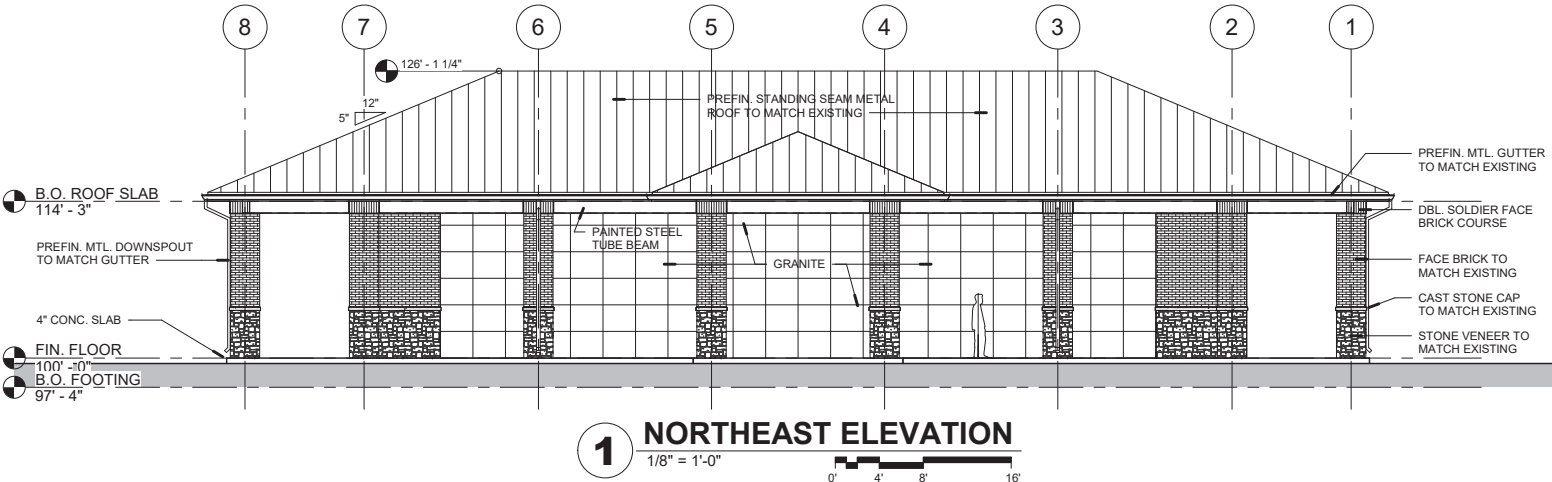 8 7 6 5 4 3 2 1
126' - 1 1/4"
12"
5"
PREFIN. STANDING SEAM METAL
ROOF TO MATCH EXISTING
PREFIN. MTL. GUTTER
TO MATCH EXISTING
B.O. ROOF SLAB
114' - 3"
DBL. SOLDIER FACE
BRICK COURSE
PAINTED STEEL
TUBE BEAM
PREFIN. MTL. DOWNSPOUT
TO MATCH GUTTER
GRANITE
FACE BRICK TO
MATCH EXISTING
CAST STONE CAP
TO MATCH EXISTING
4" CONC. SLAB
STONE VENEER TO
MATCH EXISTING
FIN. FLOOR
100' - 0"
B.O. FOOTING
97' - 4"
1 NORTHEAST ELEVATION
1/8" = 1'-0"
0' 4' 8' 16'